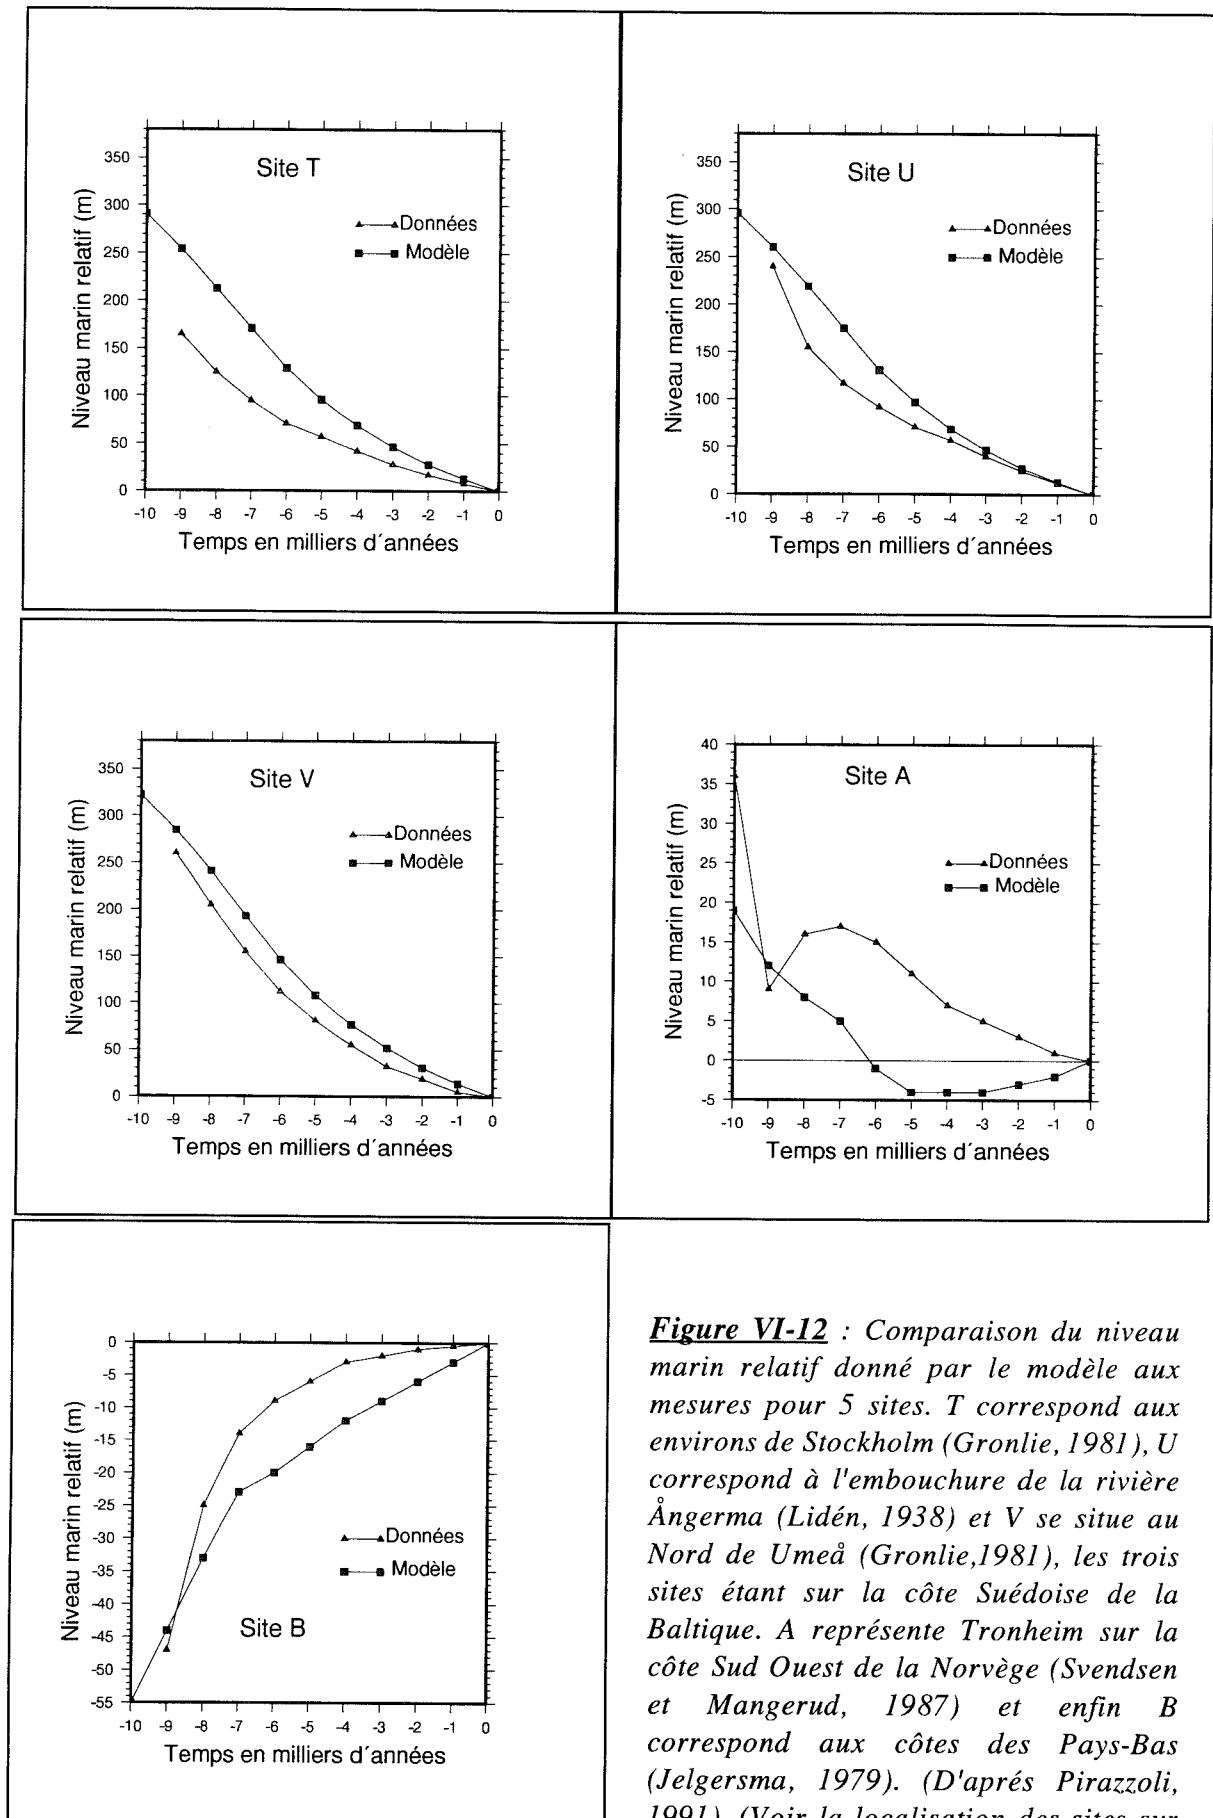 Site T
Données
Modèle
Niveau marin relatif (m)
350
300
250
200
150
100
50
0
-10 -9 -8 -7 -6 -5 -4 -3 -2 -1 0
Temps en milliers d´années
Site U
Données
Modèle
Niveau marin relatif (m)
350
300
250
200
150
100
50
0
-10 -9 -8 -7 -6 -5 -4 -3 -2 -1 0
Temps en milliers d´années
Site V
Données
Modèle
Niveau marin relatif (m)
350
300
250
200
150
100
50
0
-10 -9 -8 -7 -6 -5 -4 -3 -2 -1 0
Temps en milliers d´années
Site A
Données
Modèle
Niveau marin relatif (m)
40
35
30
25
20
15
10
5
0
-5
-10 -9 -8 -7 -6 -5 -4 -3 -2 -1 0
Temps en milliers d´années
Site B
Données
Modèle
Niveau marin relatif (m)
0
-5
-10
-15
-20
-25
-30
-35
-40
-45
-50
-55
-10 -9 -8 -7 -6 -5 -4 -3 -2 -1 0
Temps en milliers d´années
Figure VI-12 : Comparaison du niveau
marin relatif donné par le modèle aux
mesures pour 5 sites. T correspond aux
environs de Stockholm (Gronlie, 1981), U
correspond à l'embouchure de la rivière
Ångerma (Lidén, 1938) et V se situe au
Nord de Umeå (Gronlie,1981), les trois
sites étant sur la côte Suédoise de la
Baltique. A représente Tronheim sur la
côte Sud Ouest de la Norvège (Svendsen
et Mangerud, 1987) et enfin B
correspond aux côtes des Pays-Bas
(Jelgersma, 1979). (D'aprés Pirazzoli,
1991). (Voir la localisation des sites sur